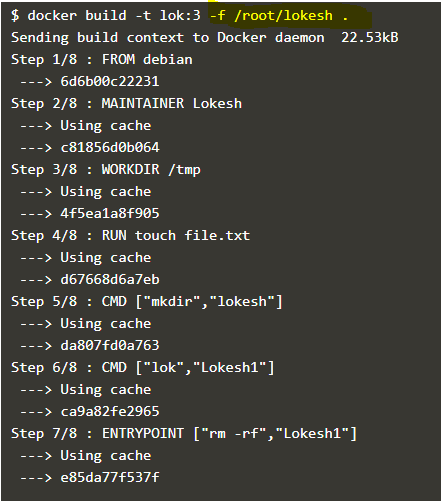 $ docker build -t lok:3 -f /root/lokesh .
Sending build context to Docker daemon  22.53kB
Step 1/8 : FROM debian
 ---> 6d6b00c22231
Step 2/8 : MAINTAINER Lokesh
 ---> Using cache
 ---> c81856d0b064
Step 3/8 : WORKDIR /tmp
 ---> Using cache
 ---> 4f5ea1a8f905
Step 4/8 : RUN touch file.txt
 ---> Using cache
 ---> d67668d6a7eb
Step 5/8 : CMD ["mkdir","lokesh"]
 ---> Using cache
 ---> da807fd0a763
Step 6/8 : CMD ["lok","Lokesh1"]
 ---> Using cache
 ---> ca9a82fe2965
Step 7/8 : ENTRYPOINT ["rm -rf","Lokesh1"]
 ---> Using cache
 ---> e85da77f537f